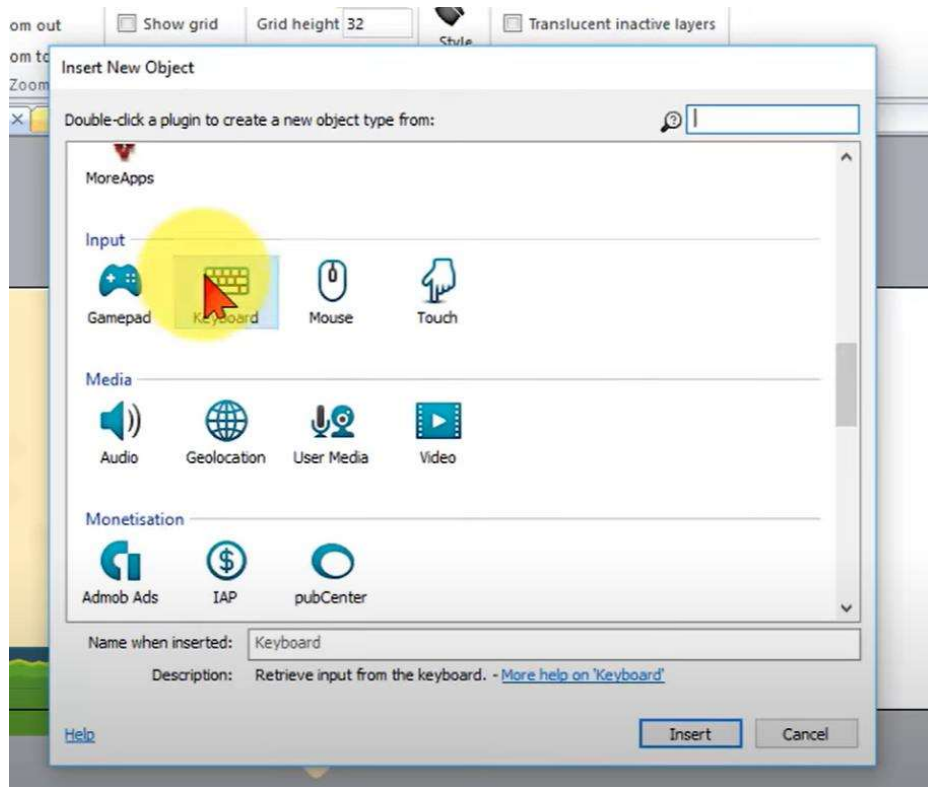 om out
Show grid
Grid height 32
Style
Translucent inactive layers
om to
Zoom
Insert New Object
Double-click a plugin to create a new object type from:
MoreApps
Input
Gamepad Keyboard Mouse Touch
Media
Audio Geolocation User Media Video
Monetisation
Admob Ads IAP pubCenter
Name when inserted: Keyboard
Description: Retrieve input from the keyboard. - More help on 'Keyboard'
Help
Insert
Cancel